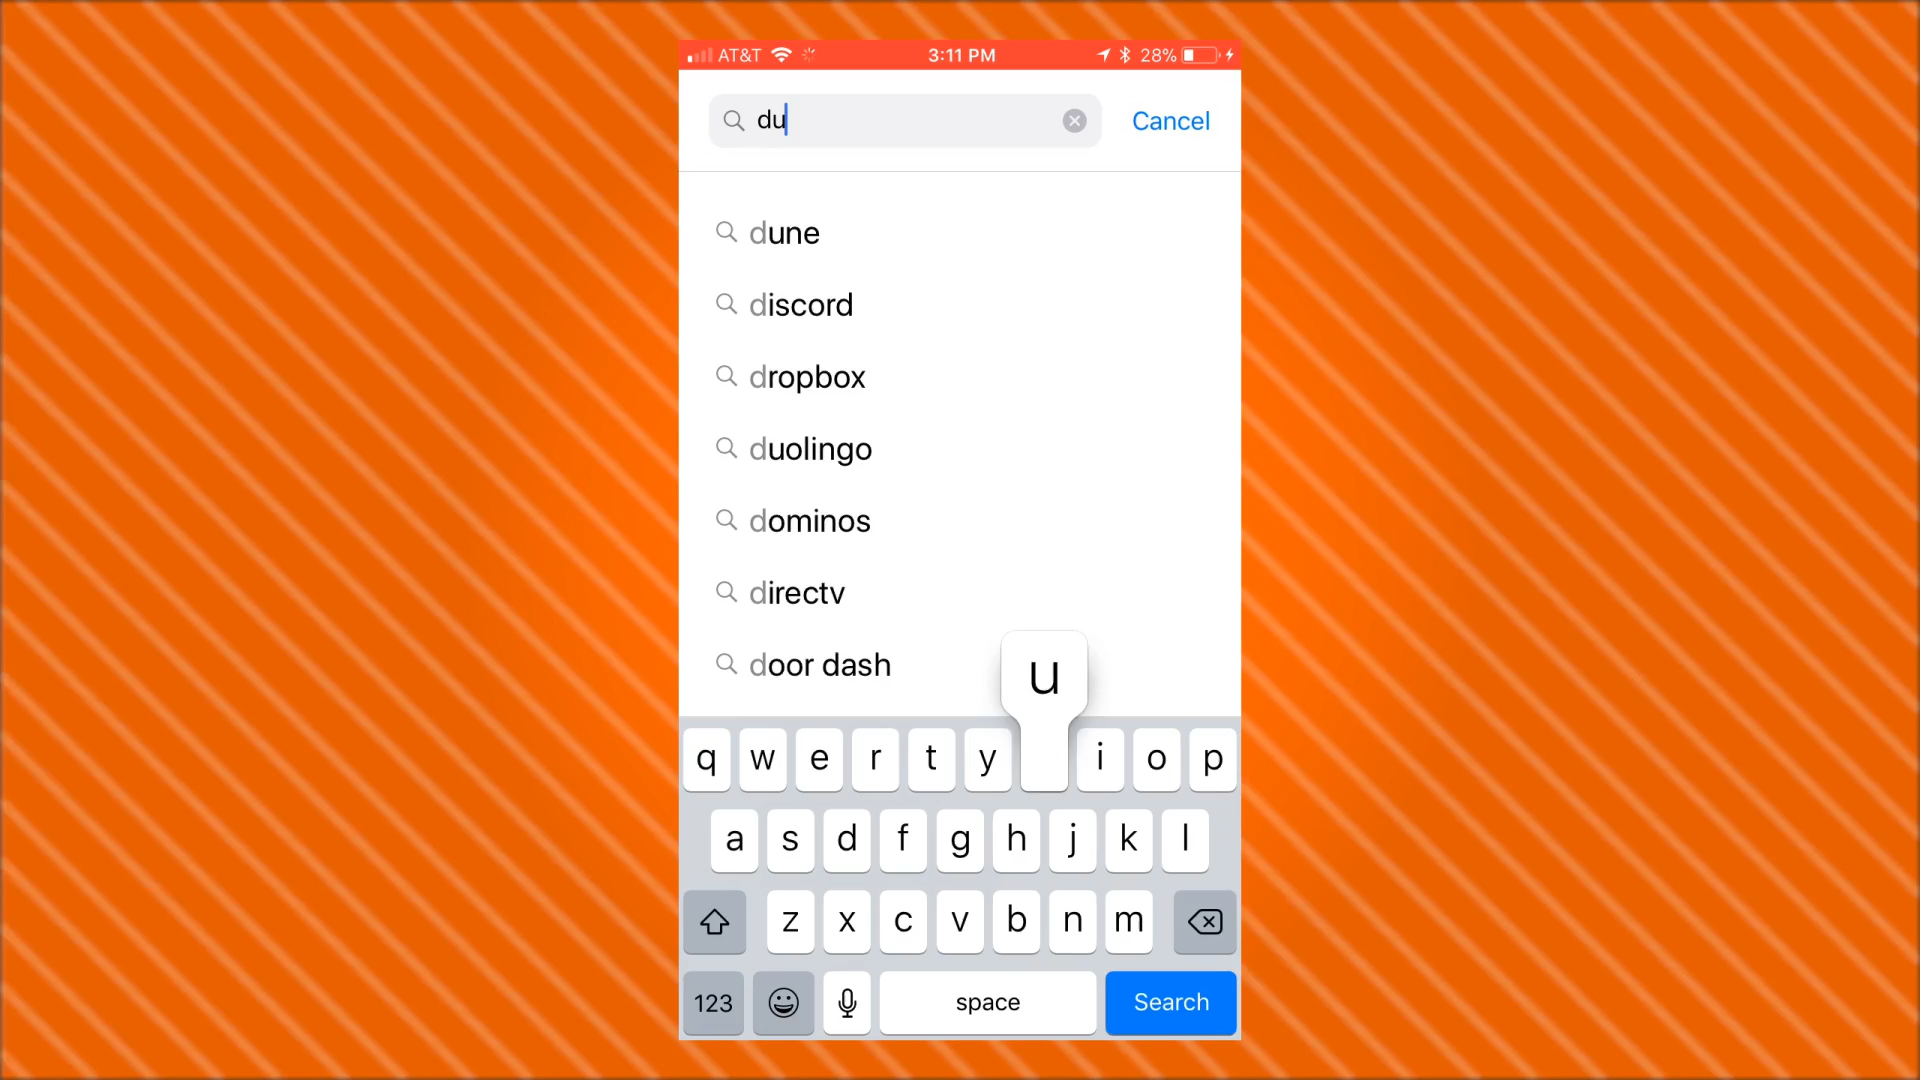 AT&T 3:11 PM 28%
du Cancel
dune
discord
dropbox
duolingo
dominos
directv
door dash
u
q w e r t y i o p
a s d f g h j k l
z x c v b n m
123 space Search